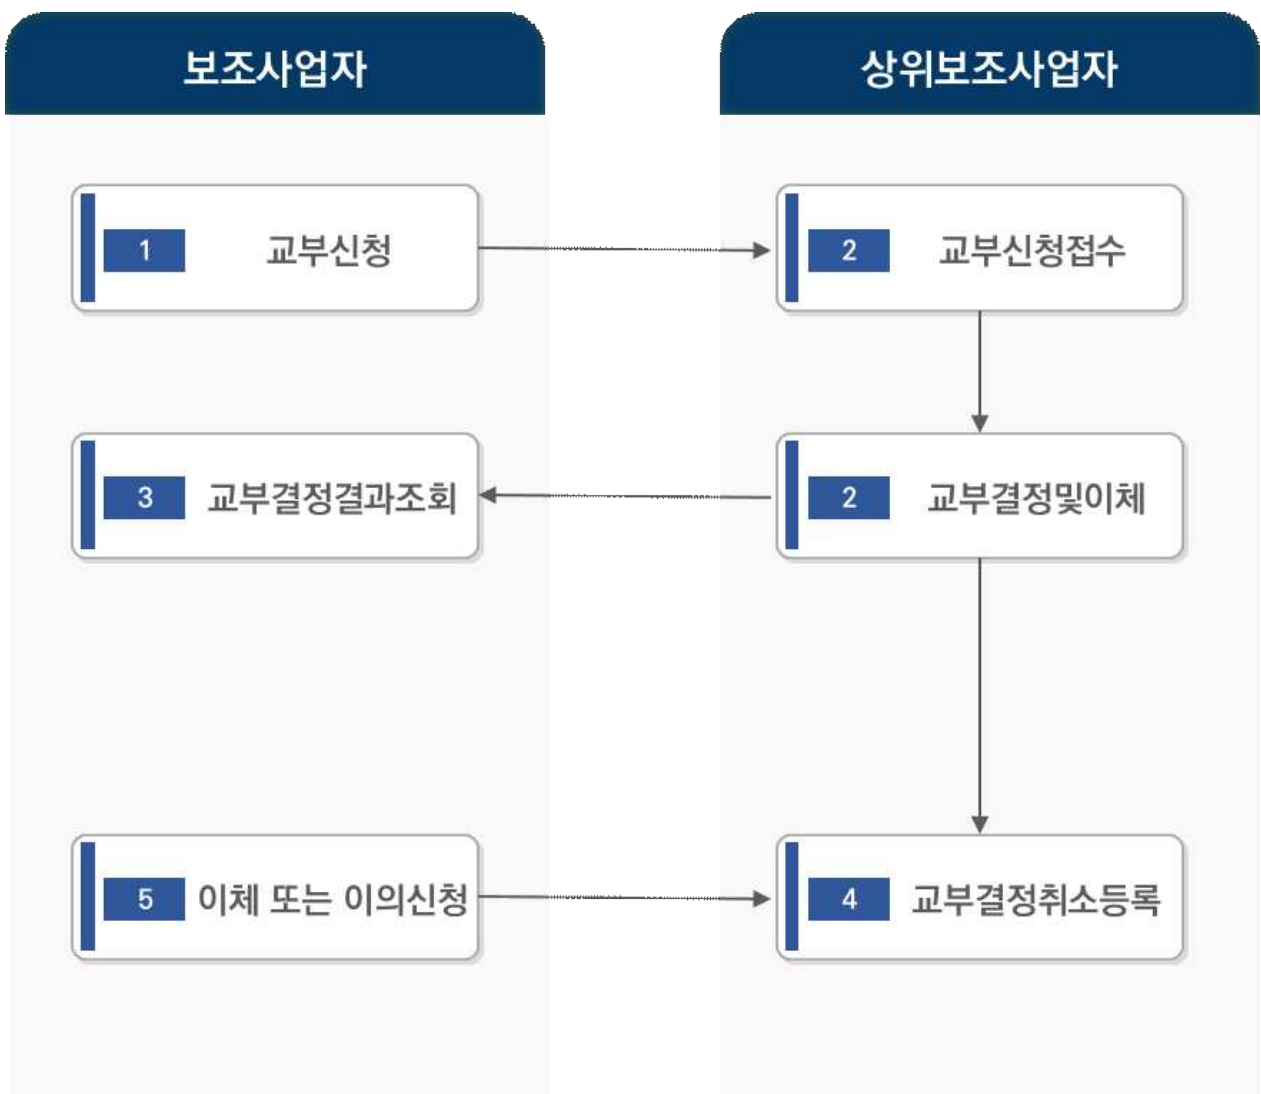 보조사업자
상위보조사업자
1 교부신청
2 교부신청접수
3 교부결정결과조회
2 교부결정및이체
5 이체 또는 이의신청
4 교부결정취소등록